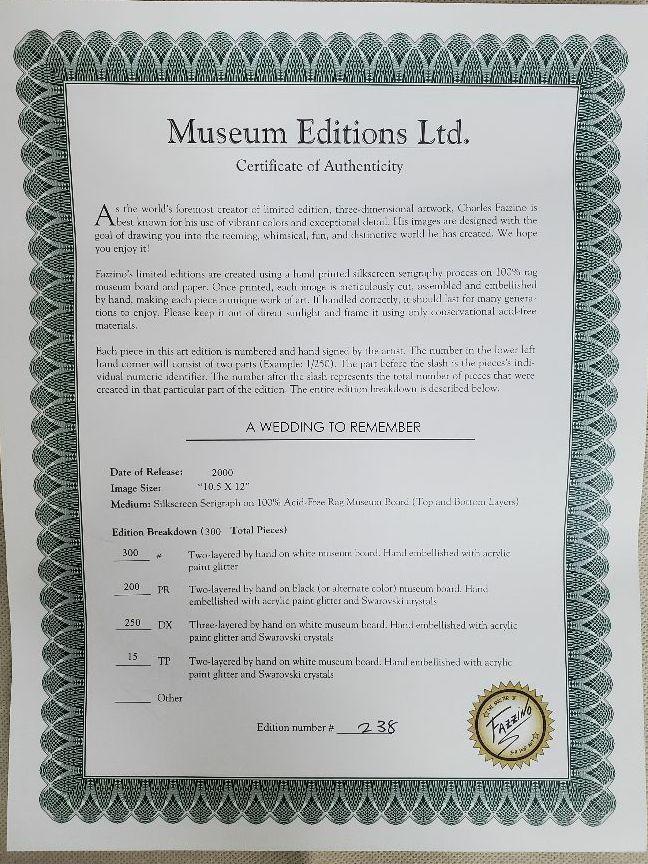 Museum Editions Ltd.
Certificate of Authenticity
As the world's foremost creator of limited edition, three-dimensional artwork, Charles Fazzino is
best known for his use of vibrant colors and exceptional detail. His images are designed with the
goal of drawing you into the teeming, whimsical, fun, and distinctive world he has created. We hope
you enjoy it!
Fazzino's limited editions are created using a hand printed silkscreen serigraphy process on 100% rag
museum board and paper. Once printed, each image is meticulously cut, assembled and embellished
by hand, making each piece a unique work of art. If handled correctly, it should last for many genera-
tions to enjoy. Please keep it out of direct sunlight and frame it using only conservational acid-free
materials.
Each piece in this art edition is numbered and hand signed by the artist. The number in the lower left
hand corner will consist of two parts (Example: 1/250). The part before the slash is the pieces's indi-
vidual numeric identifier. The number after the slash represents the total number of pieces that were
created in that particular part of the edition. The entire edition breakdown is described below.
A WEDDING TO REMEMBER
Date of Release: 2000
Image Size: "10.5 X 12"
Medium: Silkscreen Serigraph on 100% Acid-Free Rag Museum Board (Top and Bottom Layers)
Edition Breakdown (300 Total Pieces)
300 # Two-layered by hand on white museum board. Hand embellished with acrylic
paint glitter
200 PR Two-layered by hand on black (or alternate color) museum board. Hand
embellished with acrylic paint glitter and Swarovski crystals
250 DX Three-layered by hand on white museum board. Hand embellished with acrylic
paint glitter and Swarovski crystals
15 TP Two-layered by hand on white museum board. Hand embellished with acrylic
paint glitter and Swarovski crystals
Other
Edition number # 238
FAZZINO